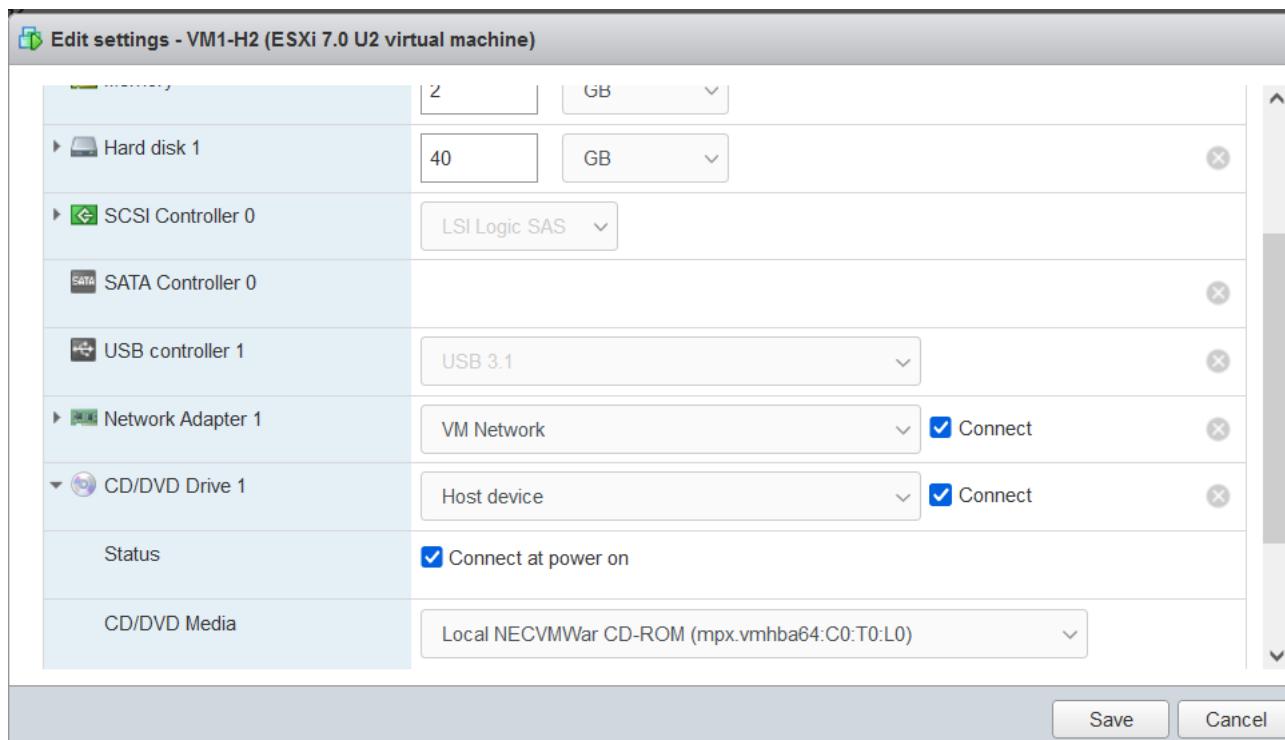 Edit settings - VM1-H2 (ESXi 7.0 U2 virtual machine)
Memory 2 GB
Hard disk 1 40 GB
SCSI Controller 0 LSI Logic SAS
SATA SATA Controller 0
USB controller 1 USB 3.1
Network Adapter 1 VM Network Connect
CD/DVD Drive 1 Host device Connect
Status Connect at power on
CD/DVD Media Local NECVMWar CD-ROM (mpx.vmhba64:C0:T0:L0)
Save Cancel